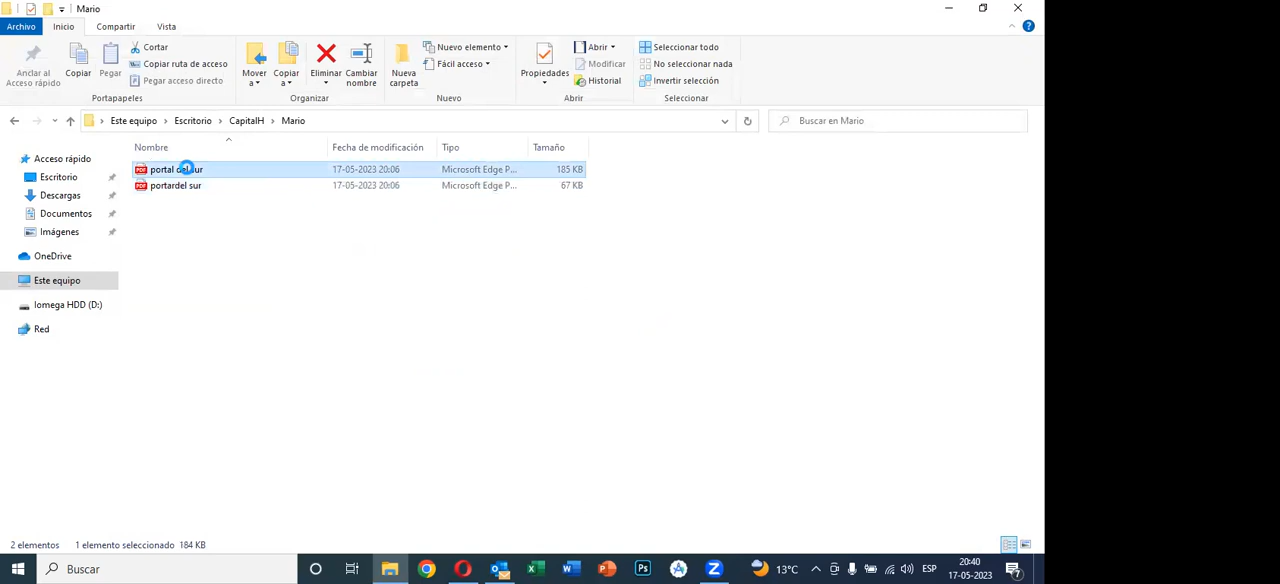 Mario
Archivo Inicio Compartir Vista
Anclar al Acceso rápido
Copiar
Pegar
Cortar
Copiar ruta de acceso
Pegar acceso directo
Portapapeles
Mover a
Copiar a
Eliminar
Cambiar nombre
Organizar
Nueva carpeta
Nuevo elemento
Fácil acceso
Nuevo
Propiedades
Abrir
Modificar
Historial
Abrir
Seleccionar todo
No seleccionar nada
Invertir selección
Seleccionar
Este equipo > Escritorio > CapitalH > Mario
Buscar en Mario
Nombre Fecha de modificación Tipo Tamaño
portal del sur 17-05-2023 20:06 Microsoft Edge P... 185 KB
portardel sur 17-05-2023 20:06 Microsoft Edge P... 67 KB
Acceso rápido
Escritorio
Descargas
Documentos
Imágenes
OneDrive
Este equipo
Iomega HDD (D:)
Red
2 elementos 1 elemento seleccionado 184 KB
Buscar
13°C
ESP
20:40
17-05-2023
7